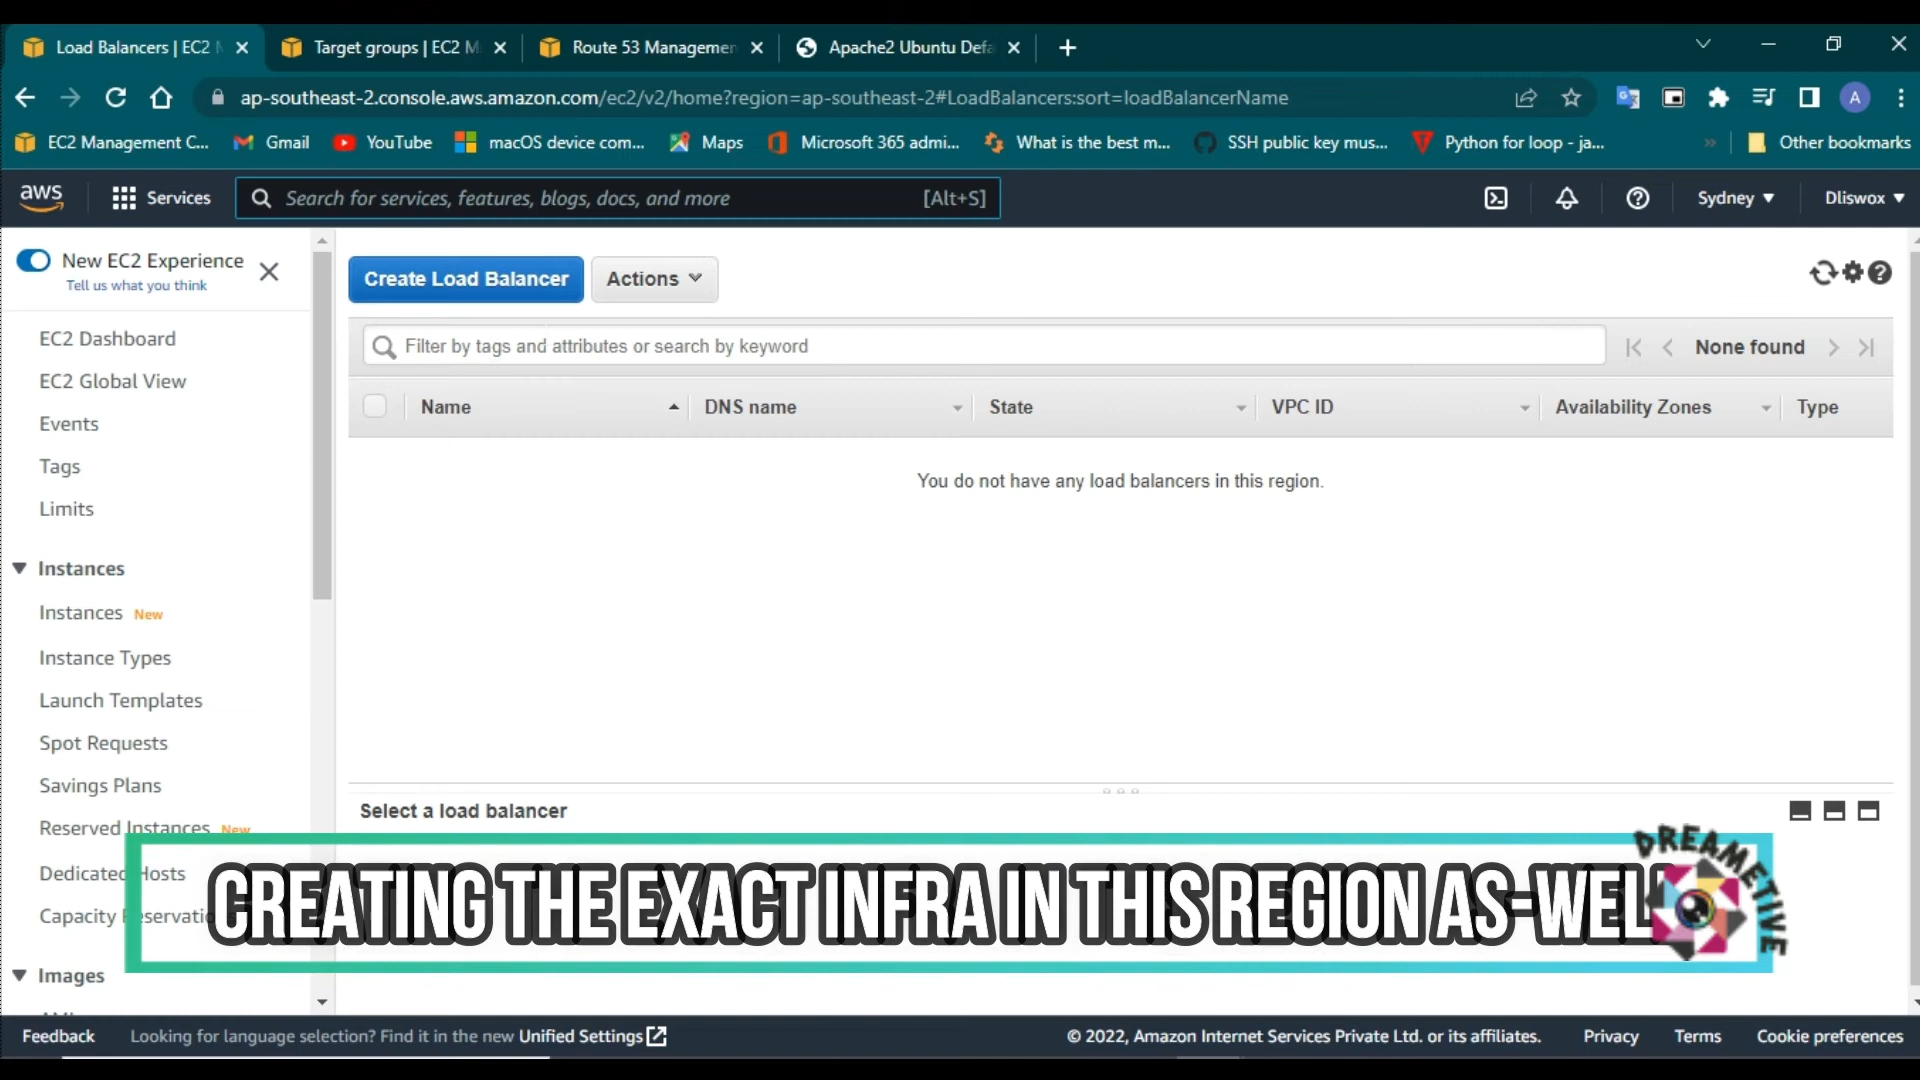 Load Balancers | EC2 M
Target groups | EC2 M
Route 53 Managemen
Apache2 Ubuntu Defa
ap-southeast-2.console.aws.amazon.com/ec2/v2/home?region=ap-southeast-2#LoadBalancers:sort=loadBalancerName
A
EC2 Management C...
Gmail
YouTube
macOS device com...
Maps
Microsoft 365 admi...
What is the best m...
SSH public key mus...
Python for loop - ja...
»
Other bookmarks
aws
Services
Search for services, features, blogs, docs, and more
[Alt+S]
Sydney
Dliswox
New EC2 Experience
Tell us what you think
EC2 Dashboard
EC2 Global View
Events
Tags
Limits
Instances
Instances New
Instance Types
Launch Templates
Spot Requests
Savings Plans
Reserved Instances New
Dedicated Hosts
Capacity Reservatio
Images
Create Load Balancer
Actions
Filter by tags and attributes or search by keyword
None found
Name
DNS name
State
VPC ID
Availability Zones
Type
You do not have any load balancers in this region.
Select a load balancer
CREATING THE EXACT INFRA IN THIS REGION AS-WEL
DREAMETIVE
Feedback
Looking for language selection? Find it in the new Unified Settings
© 2022, Amazon Internet Services Private Ltd. or its affiliates.
Privacy
Terms
Cookie preferences